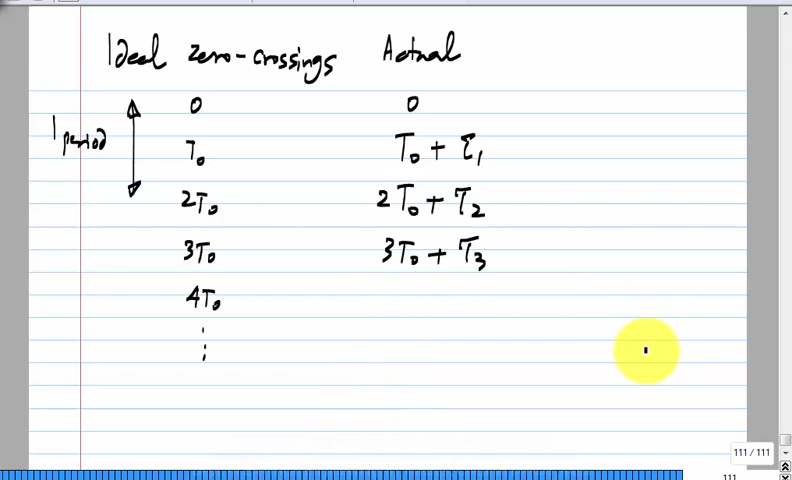 Ideal zero-crossings Actual
0 0
1 period T₀ T₀ + τ₁
2T₀ 2T₀ + τ₂
3T₀ 3T₀ + τ₃
4T₀
⋮
111 / 111
111